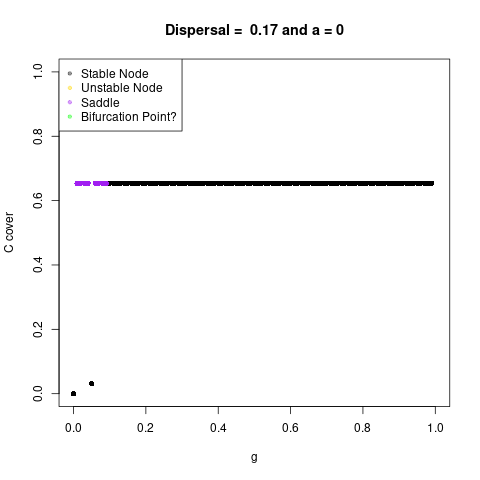 Dispersal = 0.17 and a = 0
Stable Node
Unstable Node
Saddle
Bifurcation Point?
C cover
1.0
0.8
0.6
0.4
0.2
0.0
0.0 0.2 0.4 0.6 0.8 1.0
g